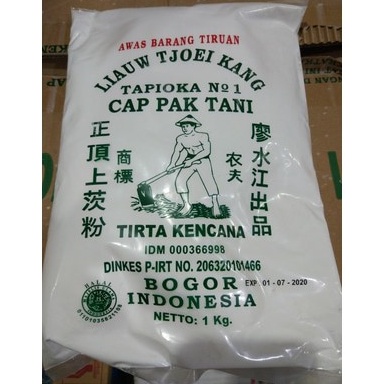 AWAS BARANG TIRUAN
LIAUW TJOEI KANG
TAPIOKA No 1
CAP PAK TANI
正頂上茨粉
商標
农夫
廖水江出品
TIRTA KENCANA
IDM 000366998
DINKES P-IRT NO. 206320101466
BOGOR
EXP : 01 - 07 - 2020
INDONESIA
NETTO: 1 Kg.
HALAL